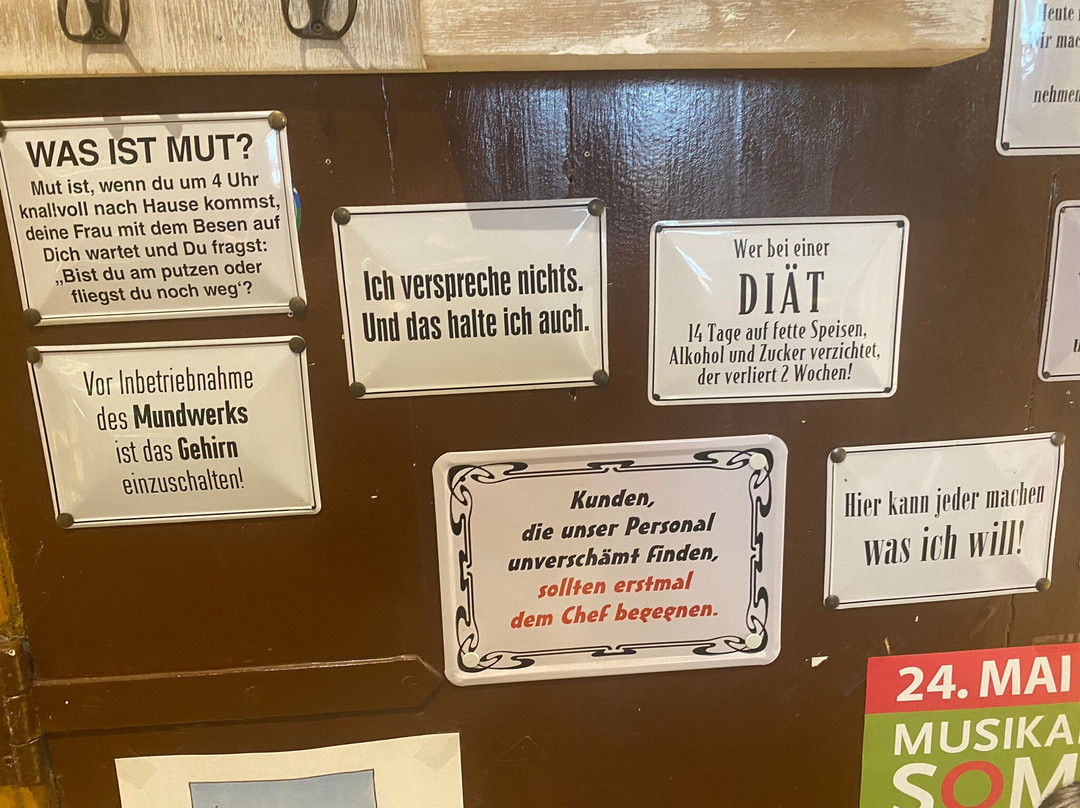 WAS IST MUT?
Mut ist, wenn du um 4 Uhr
knallvoll nach Hause kommst,
deine Frau mit dem Besen auf
Dich wartet und Du fragst:
„Bist du am putzen oder
fliegst du noch weg‘?
Vor Inbetriebnahme
des Mundwerks
ist das Gehirn
einzuschalten!
Ich verspreche nichts.
Und das halte ich auch.
Wer bei einer
DIÄT
14 Tage auf fette Speisen,
Alkohol und Zucker verzichtet,
der verliert 2 Wochen!
Kunden,
die unser Personal
unverschämt finden,
sollten erstmal
dem Chef begegnen.
Hier kann jeder machen
was ich will!
Heute
nehmen
24. MAI
MUSIKA
SOM